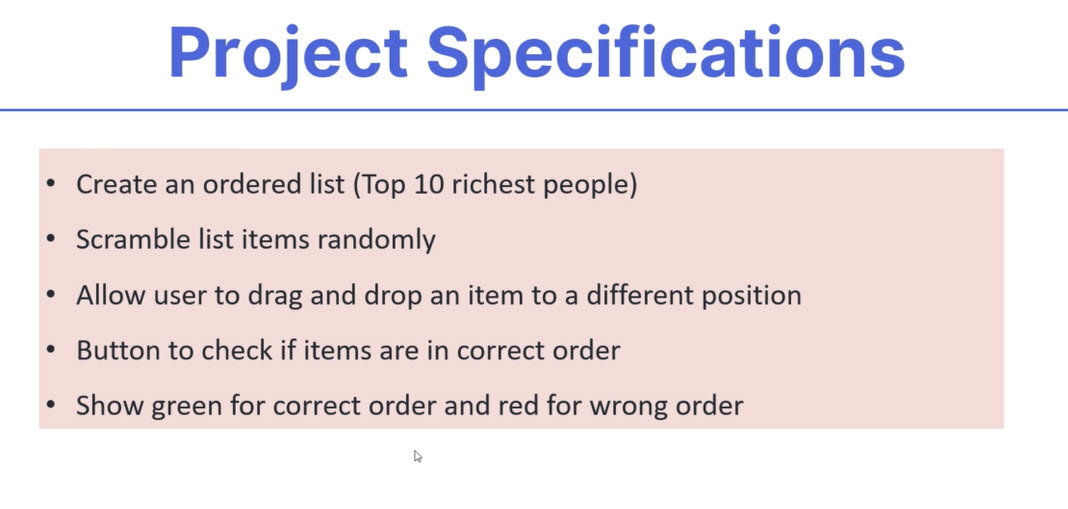 Project Specifications
• Create an ordered list (Top 10 richest people)
• Scramble list items randomly
• Allow user to drag and drop an item to a different position
• Button to check if items are in correct order
• Show green for correct order and red for wrong order